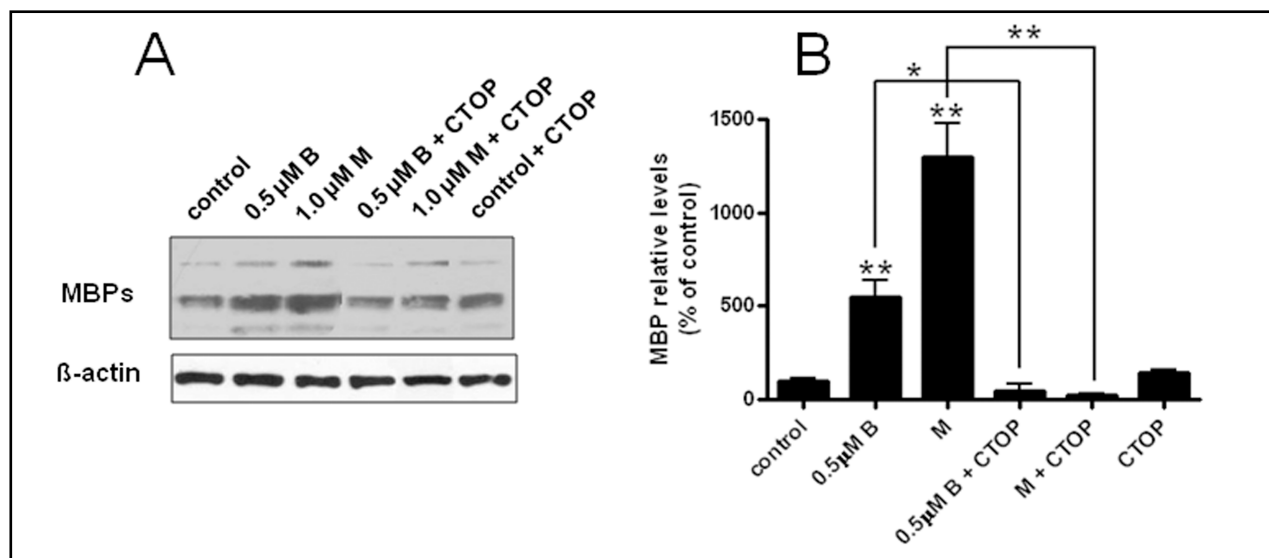 A
control
0.5 µM B
1.0 µM M
0.5 µM B + CTOP
1.0 µM M + CTOP
control + CTOP
MBPs
ß-actin
B
**
*
**
**
MBP relative levels
(% of control)
1500
1000
500
0
control
0.5µM B
M
0.5µM B + CTOP
M + CTOP
CTOP